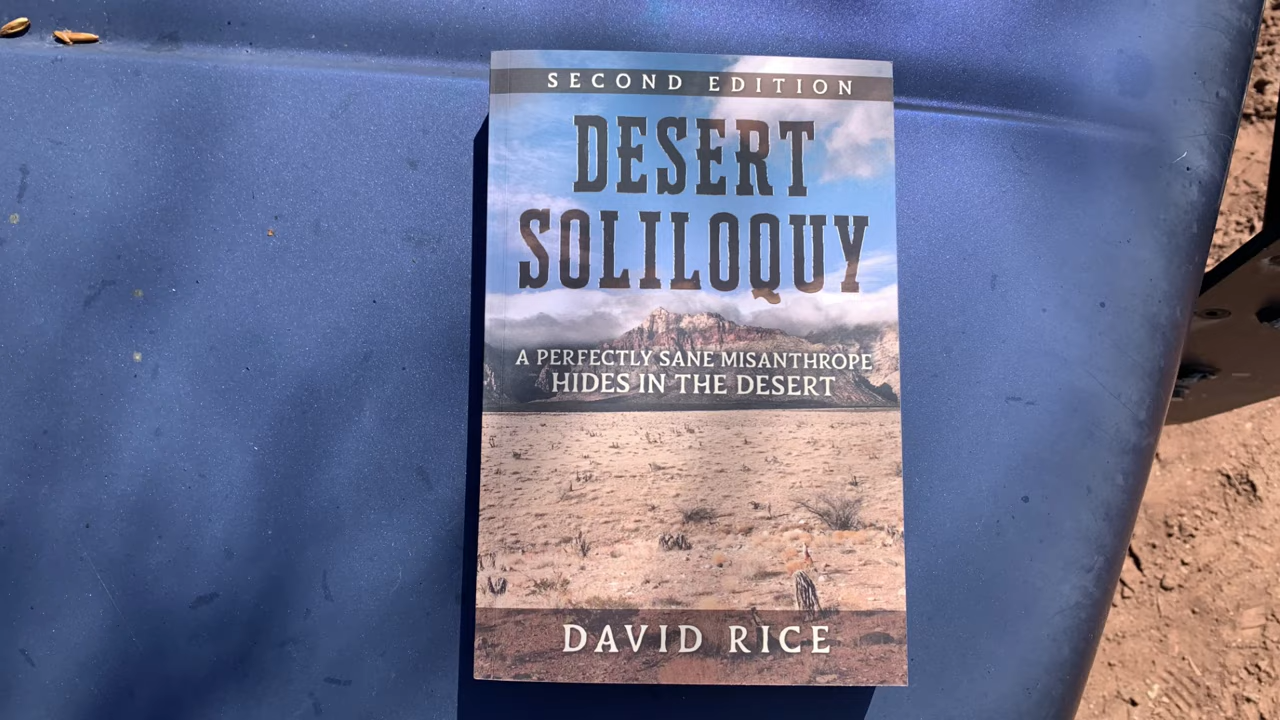 SECOND EDITION
DESERT
SOLILOQUY
A PERFECTLY SANE MISANTHROPE
HIDES IN THE DESERT
DAVID RICE